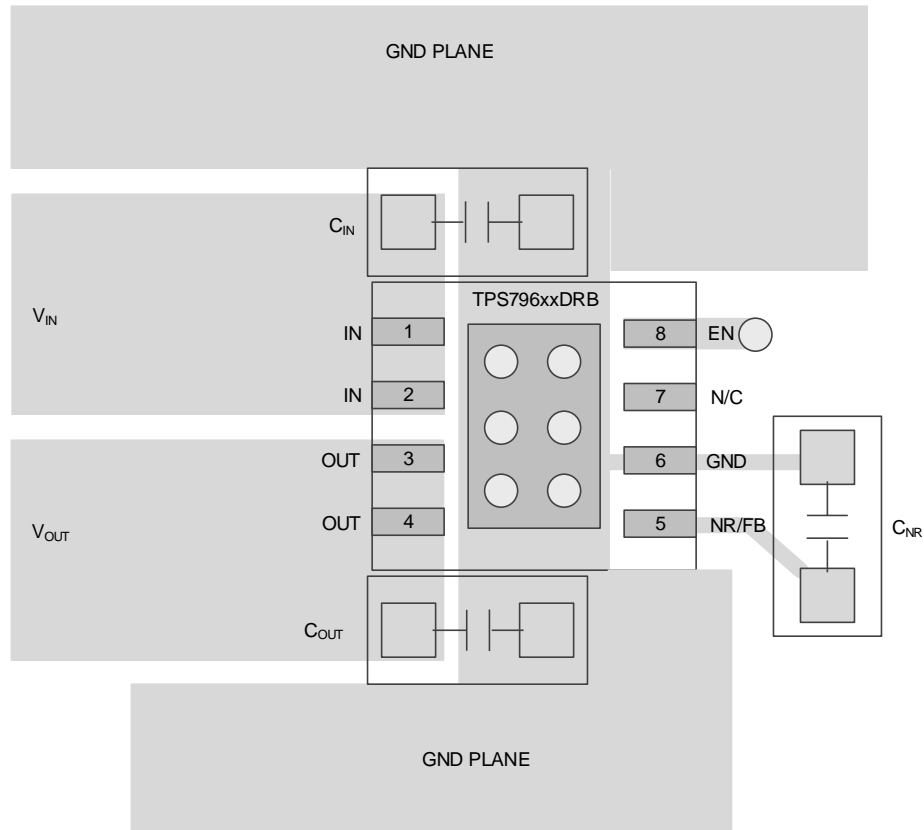 GND PLANE
CIN
TPS796xxDRB
VIN
IN 1
8 EN
IN 2
7 N/C
OUT 3
6 GND
OUT 4
5 NR/FB
VOUT
CNR
COUT
GND PLANE